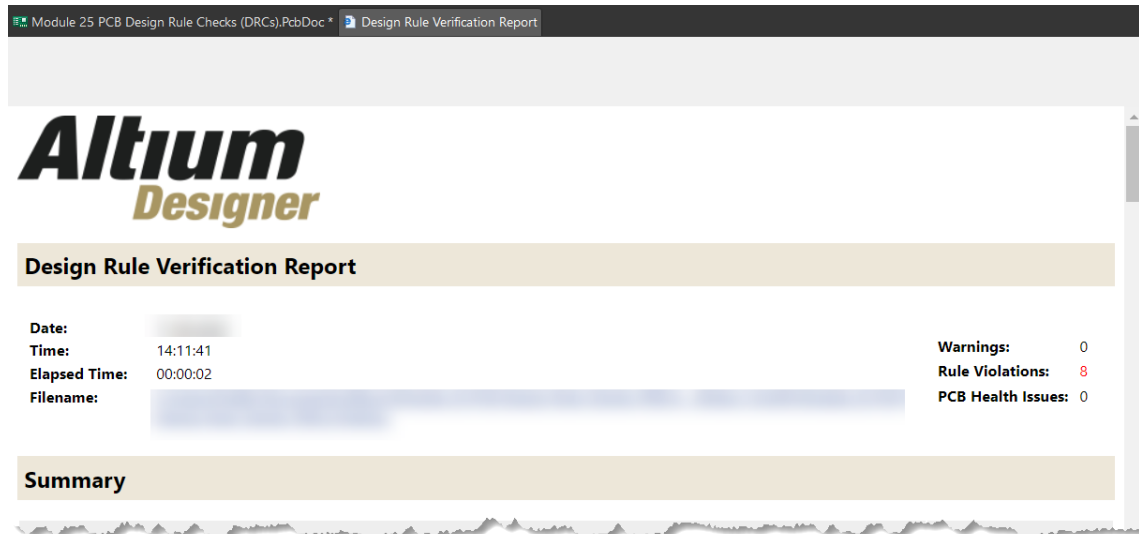 Module 25 PCB Design Rule Checks (DRCs).PcbDoc * Design Rule Verification Report
Altium
Designer
Design Rule Verification Report
Date:
Time: 14:11:41
Elapsed Time: 00:00:02
Filename:
Warnings: 0
Rule Violations: 8
PCB Health Issues: 0
Summary